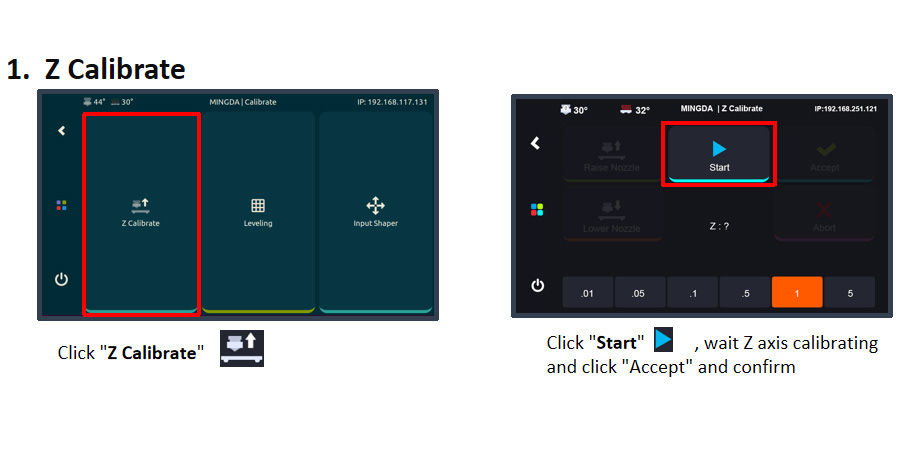 1. Z Calibrate
44° 30° MINGDA | Calibrate IP: 192.168.117.131
Z Calibrate Leveling Input Shaper
Click "Z Calibrate"
30° 32° MINGDA | Z Calibrate IP:192.168.251.121
Raise Nozzle Start Accept
Lower Nozzle Z : ? Abort
.01 .05 .1 .5 1 5
Click "Start" , wait Z axis calibrating
and click "Accept" and confirm